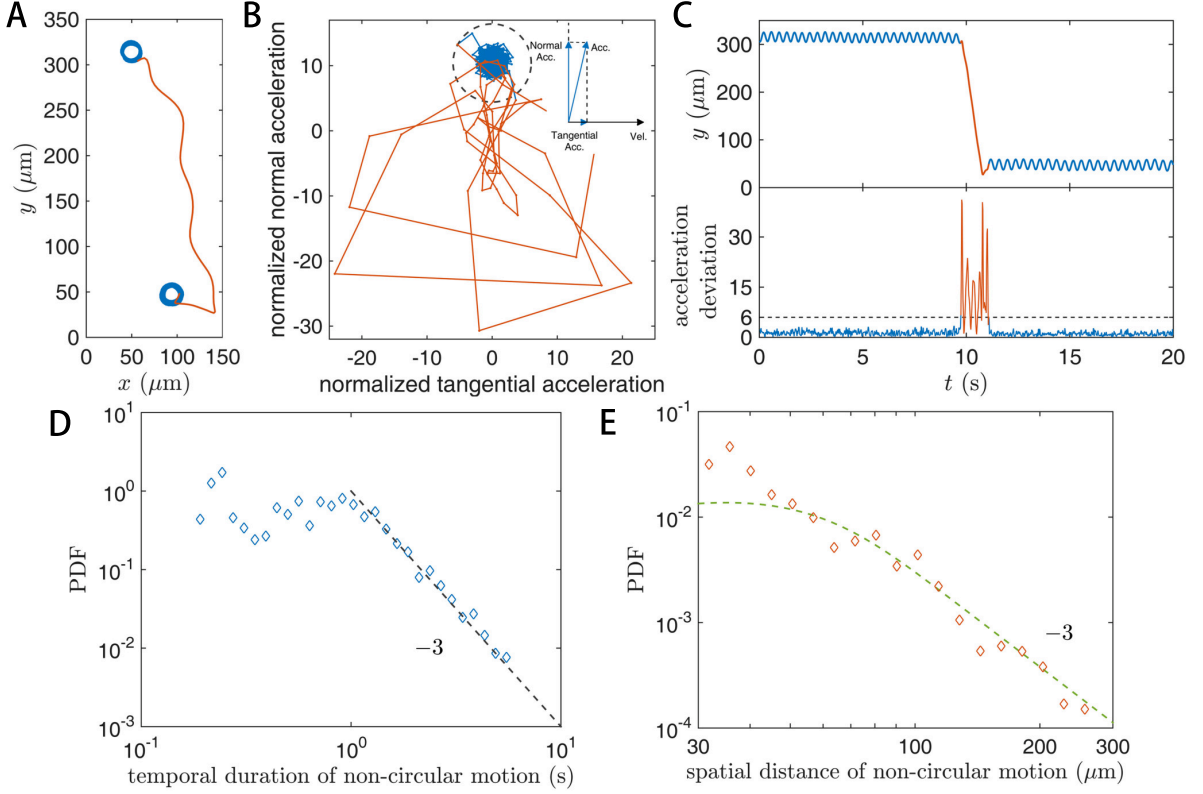 A
y (μm)
350
300
250
200
150
100
50
0
0
50
100
150
x (μm)
B
normalized normal acceleration
10
0
-10
-20
-30
-20
-10
0
10
20
normalized tangential acceleration
Normal
Acc.
Acc.
Tangential
Acc.
Vel.
C
y (μm)
300
200
100
0
acceleration
deviation
30
15
6
0
0
5
10
15
20
t (s)
D
PDF
10^1
10^0
10^-1
10^-2
10^-3
10^-1
10^0
10^1
−3
temporal duration of non-circular motion (s)
E
PDF
10^-1
10^-2
10^-3
10^-4
30
100
200
300
−3
spatial distance of non-circular motion (μm)